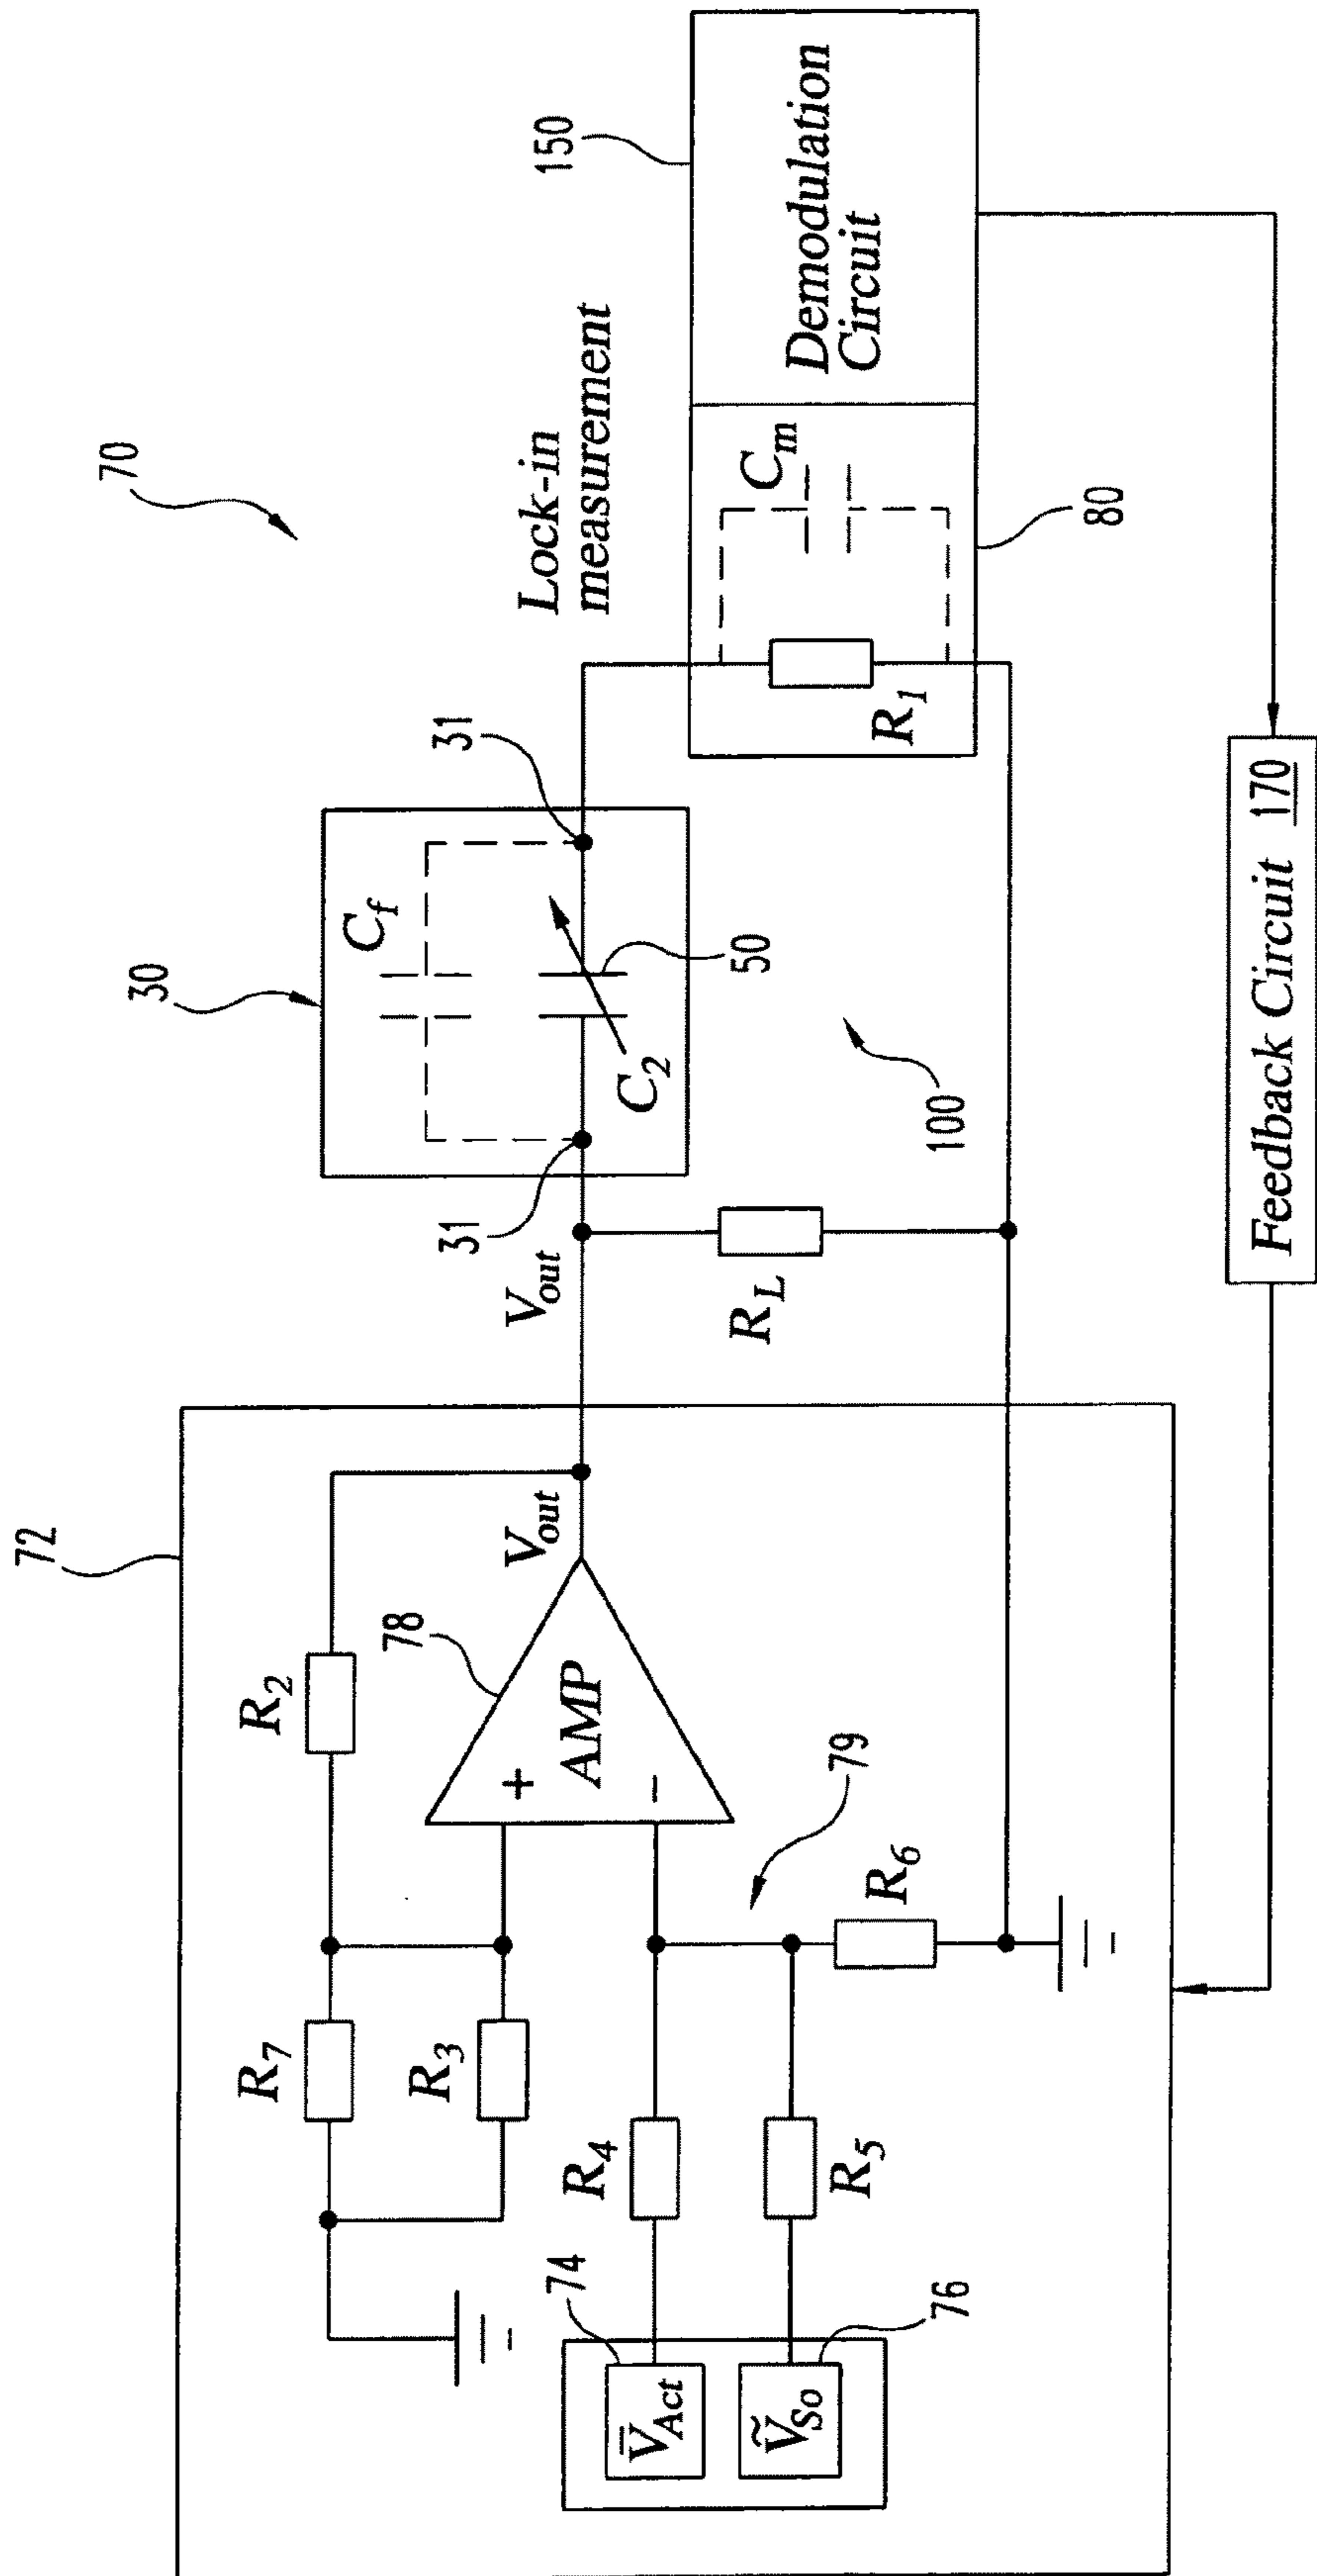 70
72
30
C_f
31
31
C_2
50
100
Lock-in
measurement
150
Demodulation
Circuit
C_m
R_1
80
V_out
V_out
R_L
R_2
78
+
AMP
-
79
R_7
R_3
R_4
R_5
R_6
74
V̄_Act
76
Ṽ_So
Feedback Circuit 170